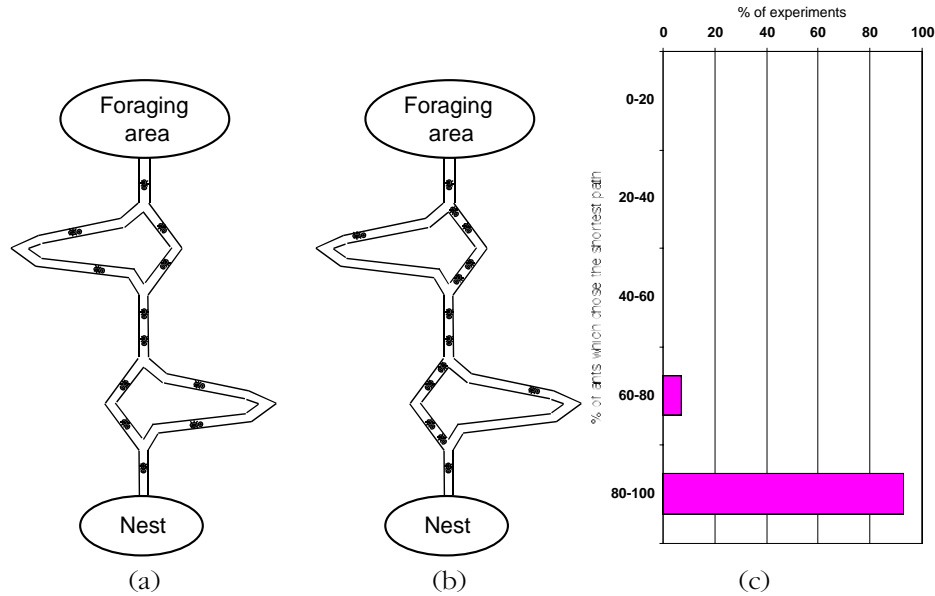 Foraging
area
Nest
(a)
Foraging
area
Nest
(b)
% of experiments
0 20 40 60 80 100
% of ants which chose the shortest path
0-20
20-40
40-60
60-80
80-100
(c)